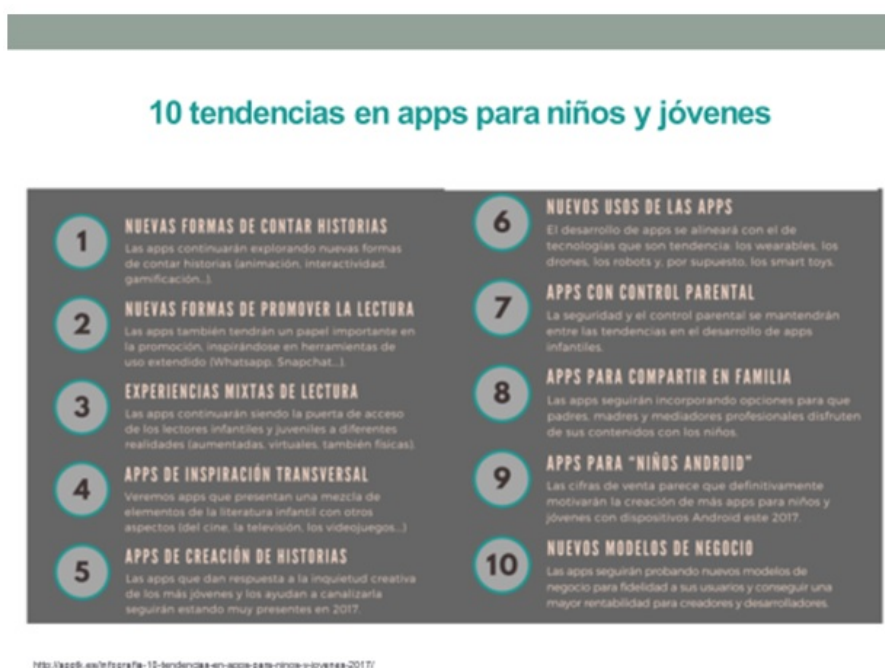 10 tendencias en apps para niños y jóvenes
1
NUEVAS FORMAS DE CONTAR HISTORIAS
Las apps continuarán explorando nuevas formas
de contar historias (animación, interactividad,
gamificación…).
2
NUEVAS FORMAS DE PROMOVER LA LECTURA
Las apps también tendrán un papel importante en
la promoción, inspirándose en herramientas de
uso extendido (Whatsapp, Snapchat…).
3
EXPERIENCIAS MIXTAS DE LECTURA
Las apps continuarán siendo la puerta de acceso
de los lectores infantiles y juveniles a diferentes
realidades (aumentadas, virtuales, también físicas).
4
APPS DE INSPIRACIÓN TRANSVERSAL
Veremos apps que presentan una mezcla de
elementos de la literatura infantil con otros
aspectos (del cine, la televisión, los videojuegos…)
5
APPS DE CREACIÓN DE HISTORIAS
Las apps que dan respuesta a la inquietud creativa
de los más jóvenes y los ayudan a canalizarla
seguirán estando muy presentes en 2017.
6
NUEVOS USOS DE LAS APPS
El desarrollo de apps se alineará con el de
tecnologías que son tendencia: los wearables, los
drones, los robots y, por supuesto, los smart toys.
7
APPS CON CONTROL PARENTAL
La seguridad y el control parental se mantendrán
entre las tendencias en el desarrollo de apps
infantiles.
8
APPS PARA COMPARTIR EN FAMILIA
Las apps seguirán incorporando opciones para que
padres, madres y mediadores profesionales disfruten
de sus contenidos con los niños.
9
APPS PARA “NIÑOS ANDROID”
Las cifras de venta parece que definitivamente
motivarán la creación de más apps para niños y
jóvenes con dispositivos Android este 2017.
10
NUEVOS MODELOS DE NEGOCIO
Las apps seguirán probando nuevos modelos de
negocio para fidelidad a sus usuarios y conseguir una
mayor rentabilidad para creadores y desarrolladores.